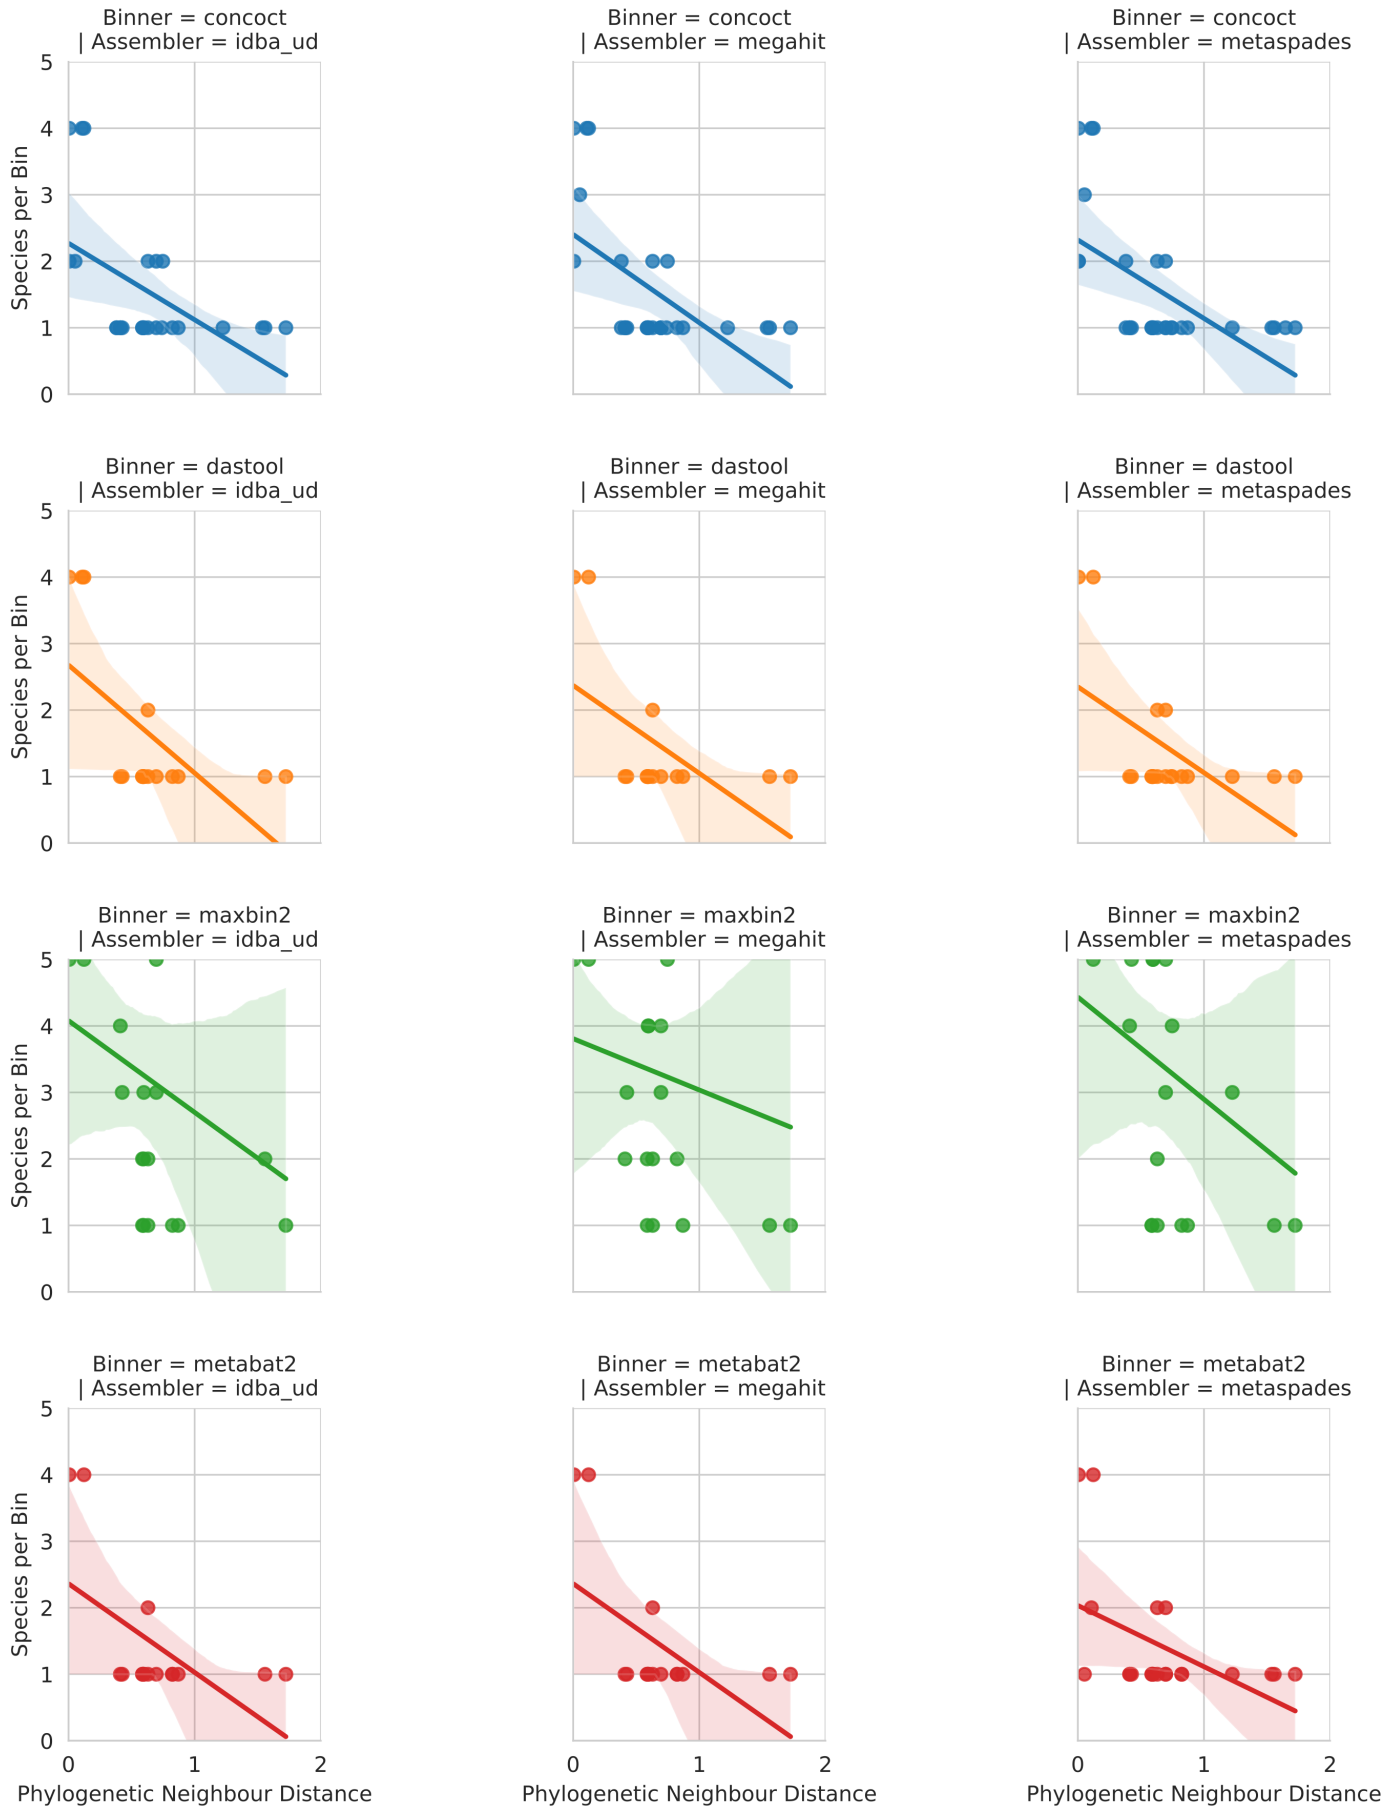 Binner = concoct
| Assembler = idba_ud
Binner = concoct
| Assembler = megahit
Binner = concoct
| Assembler = metaspades
Species per Bin
5
4
3
2
1
0
Binner = dastool
| Assembler = idba_ud
Binner = dastool
| Assembler = megahit
Binner = dastool
| Assembler = metaspades
Species per Bin
5
4
3
2
1
0
Binner = maxbin2
| Assembler = idba_ud
Binner = maxbin2
| Assembler = megahit
Binner = maxbin2
| Assembler = metaspades
Species per Bin
5
4
3
2
1
0
Binner = metabat2
| Assembler = idba_ud
Binner = metabat2
| Assembler = megahit
Binner = metabat2
| Assembler = metaspades
Species per Bin
5
4
3
2
1
0
0 1 2
Phylogenetic Neighbour Distance
0 1 2
Phylogenetic Neighbour Distance
0 1 2
Phylogenetic Neighbour Distance